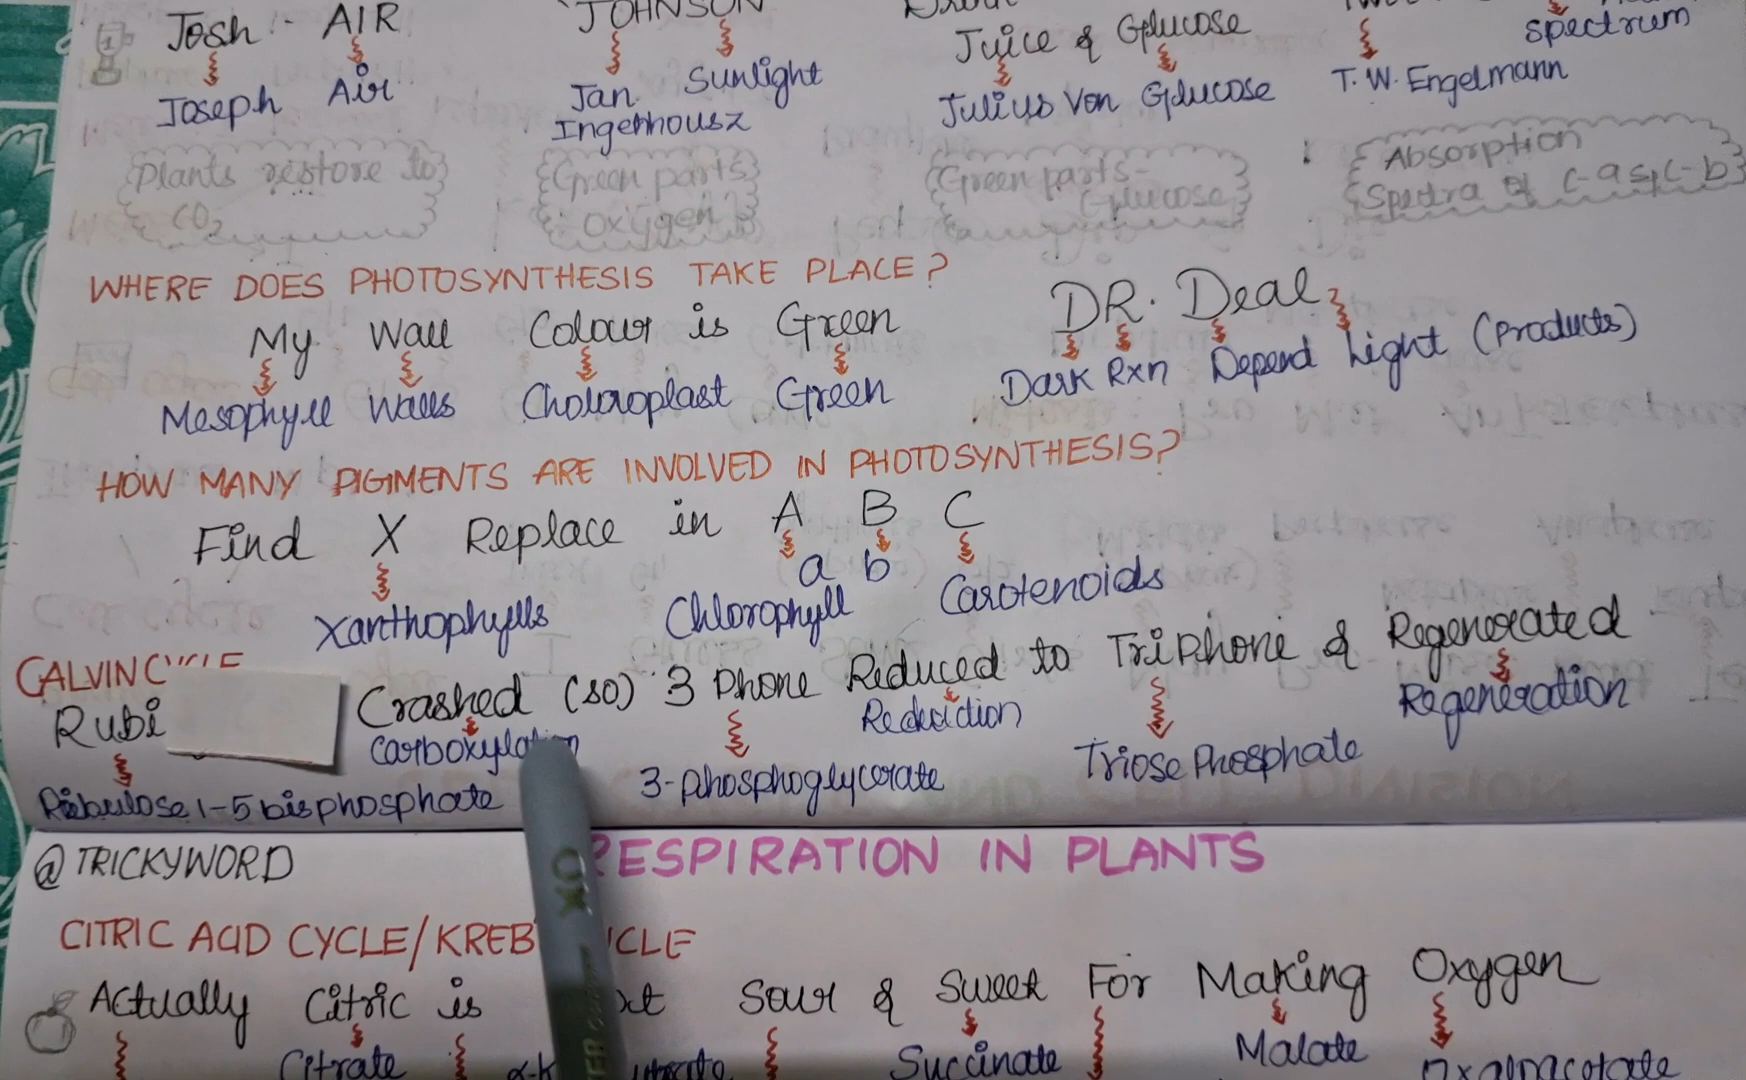 Josh - AIR
JOHNSON
Juice & Glucose
spectrum
Joseph Air
Jan Sunlight
Ingenhousz
Julius Von Glucose
T. W. Engelmann
Plants restore to
CO2
Green parts
oxygen
Green parts-
Glucose
Absorption
Spectra of C-a & C-b
WHERE DOES PHOTOSYNTHESIS TAKE PLACE?
My Wall Colour is Green
DR. Deal
Mesophyll Walls Choloroplast Green
Dark Rxn Depend Light (Products)
HOW MANY PIGMENTS ARE INVOLVED IN PHOTOSYNTHESIS?
Find X Replace in A B C
a b
Xanthophylls Chlorophyll Carotenoids
CALVIN CYCLE
Rubi Crashed (so) 3 Phone Reduced to TriPhone & Regenerated
Carboxylation
Reduction
Regeneration
Ribulose 1-5 bisphosphate
3-phosphoglycerate
Triose Phosphate
@TRICKYWORD
RESPIRATION IN PLANTS
CITRIC ACID CYCLE/KREB CLE
Actually Citric is Sour & Sweet For Making Oxygen
Citrate
Succinate Malate